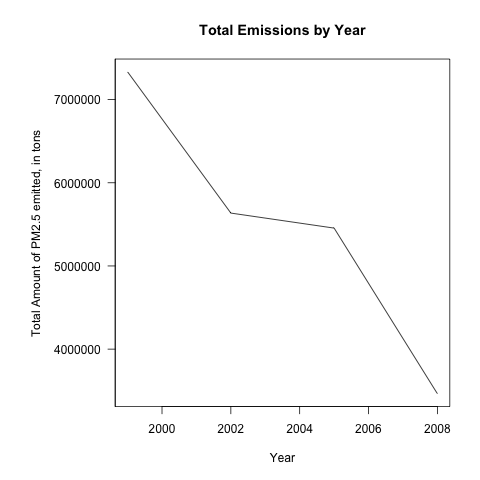 Total Emissions by Year
Total Amount of PM2.5 emitted, in tons
7000000
6000000
5000000
4000000
2000 2002 2004 2006 2008
Year